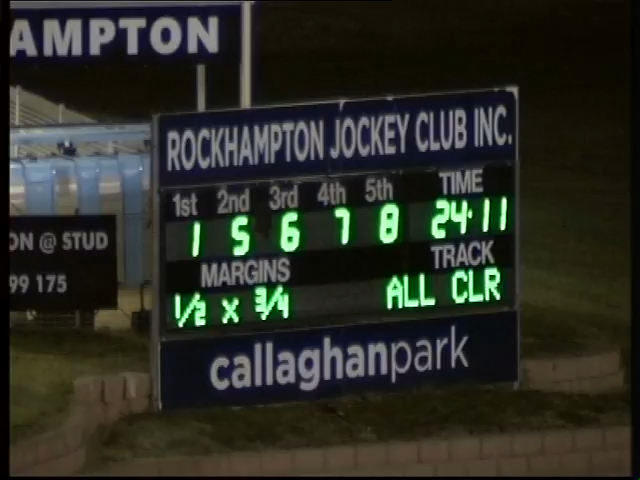 AMPTON
ROCKHAMPTON JOCKEY CLUB INC.
1st 2nd 3rd 4th 5th TIME
1 5 6 7 8 24.11
MARGINS TRACK
1/2 x 3/4 ALL CLR
callaghanpark
ON @ STUD
99 175